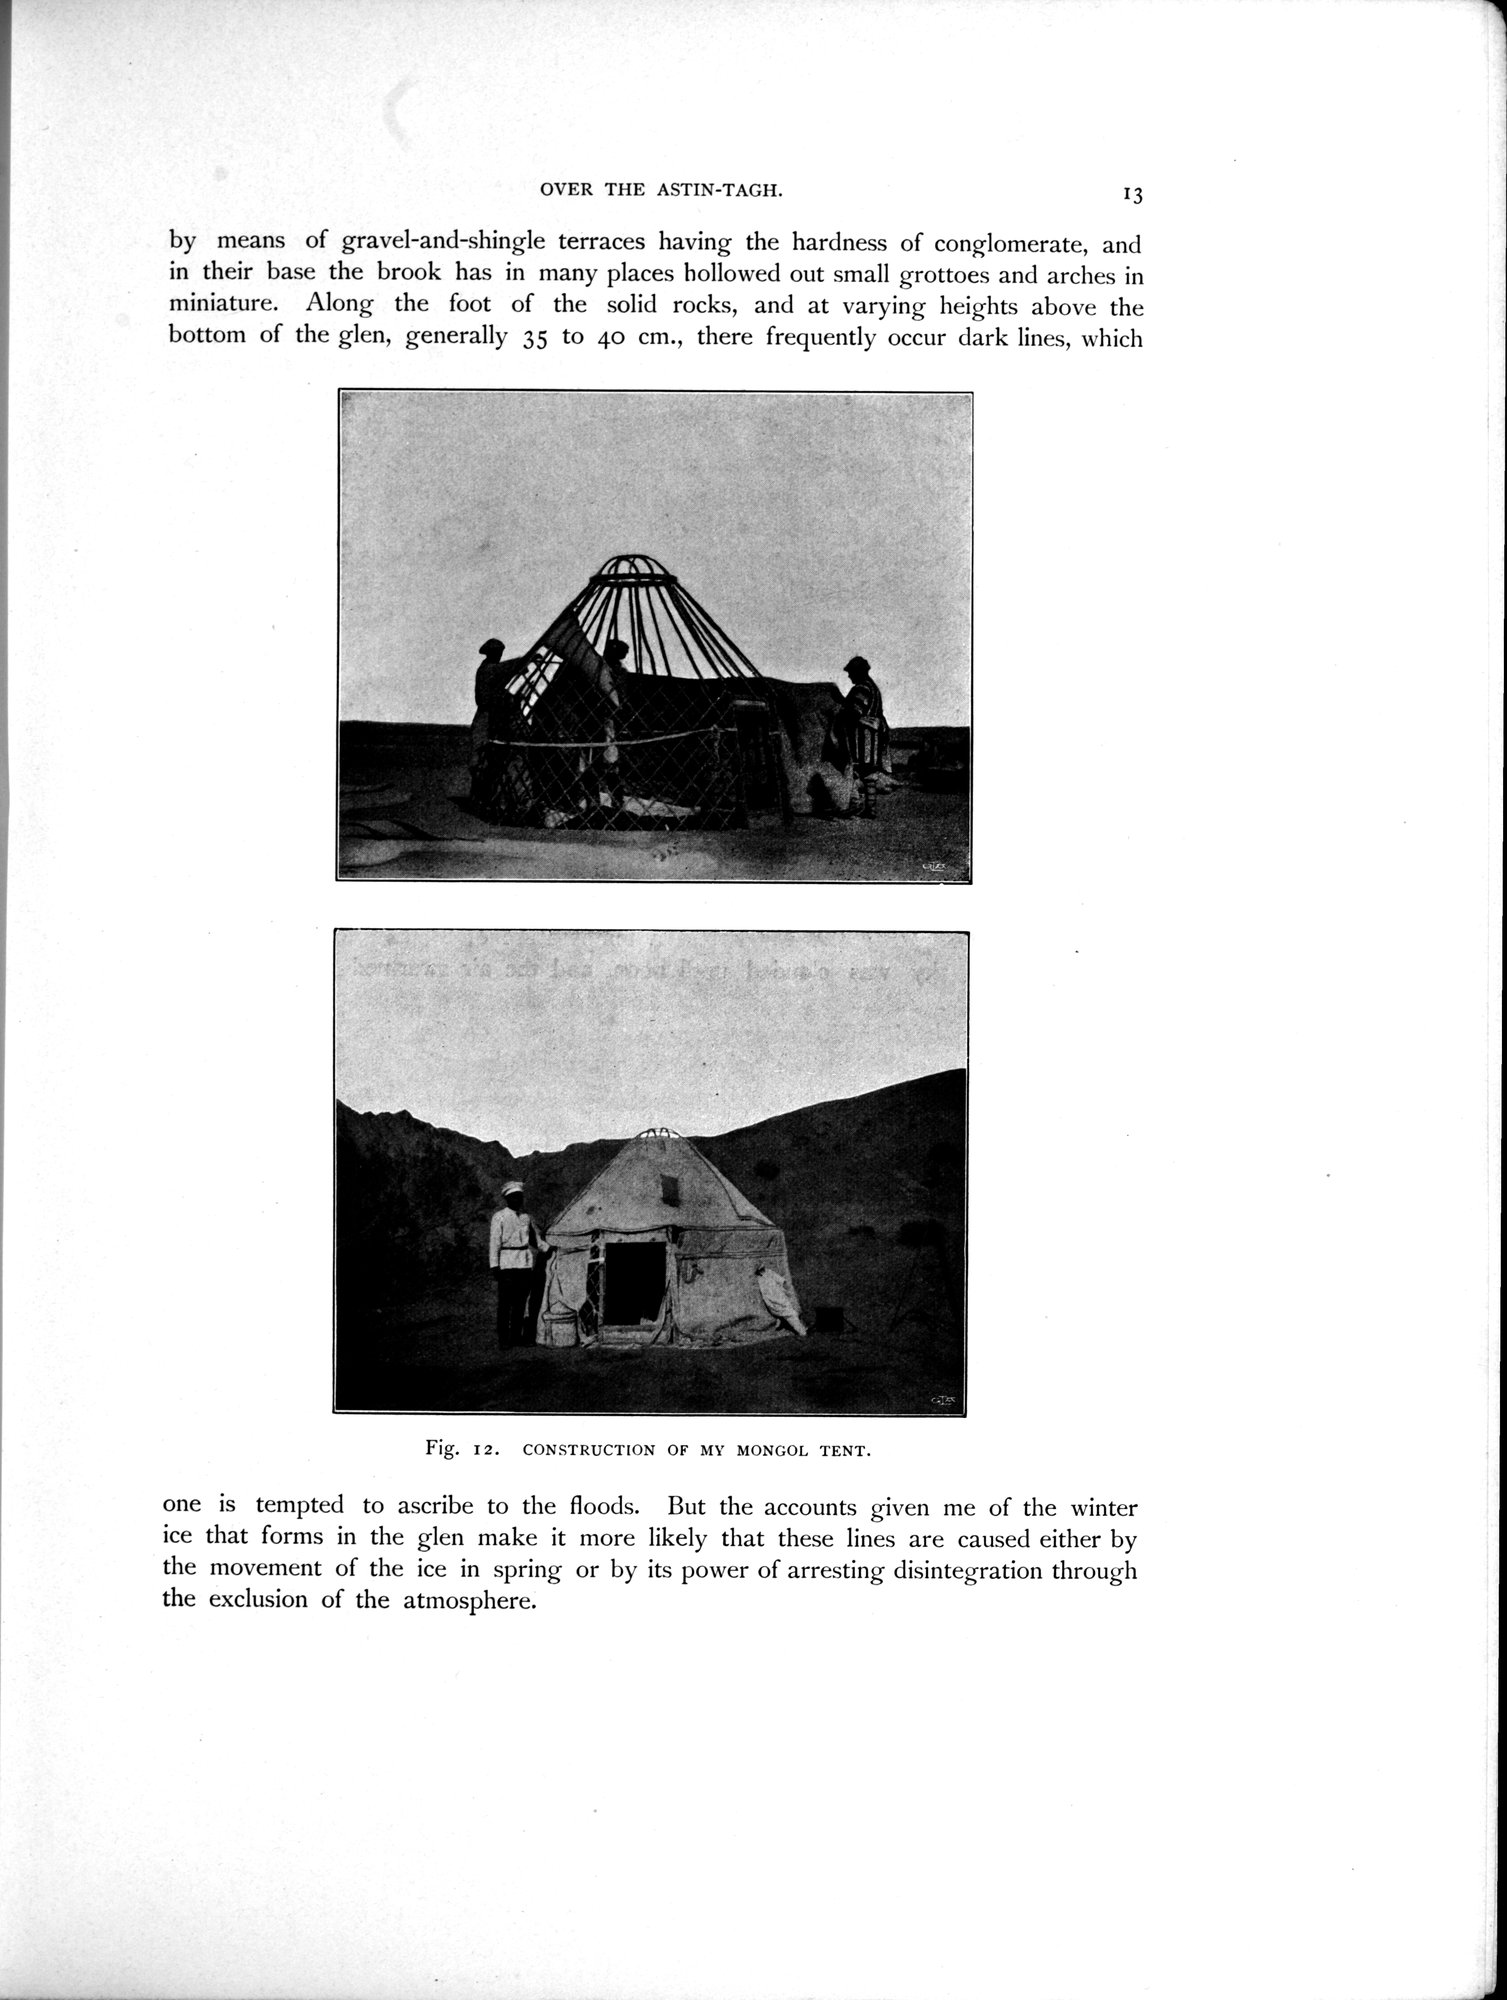 OVER THE ASTIN-TAGH. 13
by means of gravel-and-shingle terraces having the hardness of conglomerate, and
in their base the brook has in many places hollowed out small grottoes and arches in
miniature. Along the foot of the solid rocks, and at varying heights above the
bottom of the glen, generally 35 to 40 cm., there frequently occur dark lines, which
Fig. 12. CONSTRUCTION OF MY MONGOL TENT.
one is tempted to ascribe to the floods. But the accounts given me of the winter
ice that forms in the glen make it more likely that these lines are caused either by
the movement of the ice in spring or by its power of arresting disintegration through
the exclusion of the atmosphere.